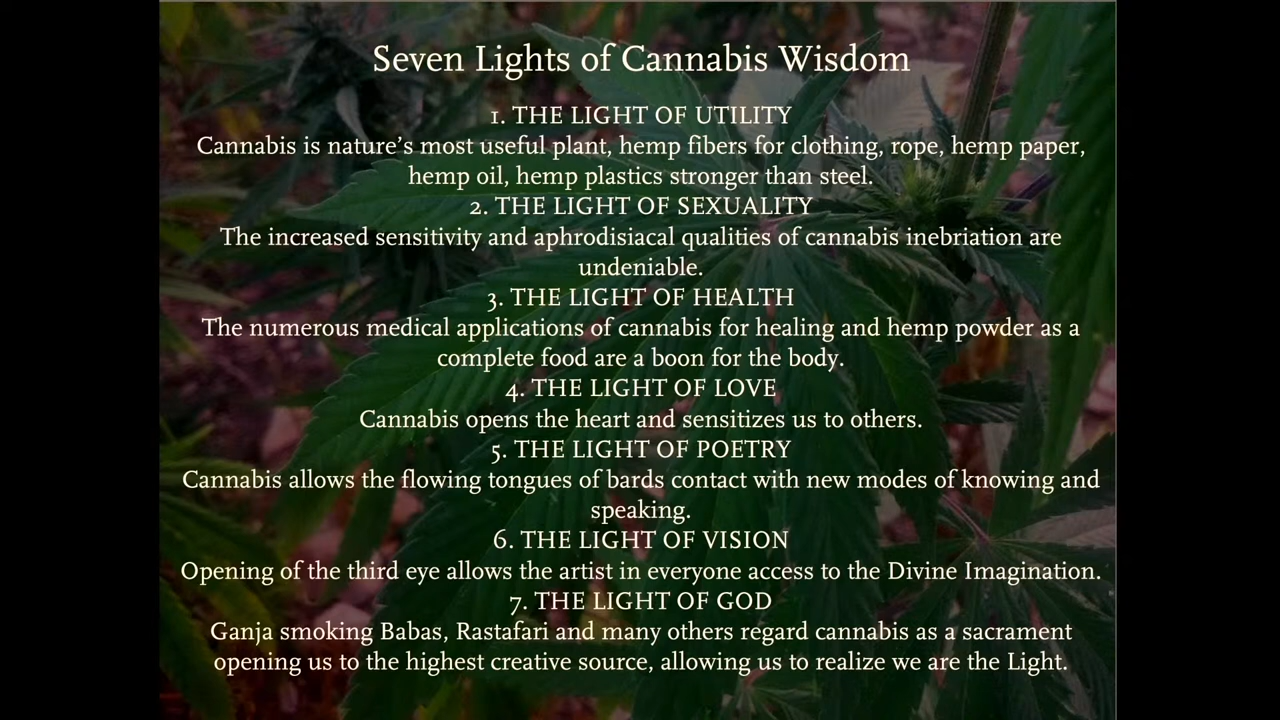 Seven Lights of Cannabis Wisdom
1. THE LIGHT OF UTILITY
Cannabis is nature’s most useful plant, hemp fibers for clothing, rope, hemp paper,
hemp oil, hemp plastics stronger than steel.
2. THE LIGHT OF SEXUALITY
The increased sensitivity and aphrodisiacal qualities of cannabis inebriation are
undeniable.
3. THE LIGHT OF HEALTH
The numerous medical applications of cannabis for healing and hemp powder as a
complete food are a boon for the body.
4. THE LIGHT OF LOVE
Cannabis opens the heart and sensitizes us to others.
5. THE LIGHT OF POETRY
Cannabis allows the flowing tongues of bards contact with new modes of knowing and
speaking.
6. THE LIGHT OF VISION
Opening of the third eye allows the artist in everyone access to the Divine Imagination.
7. THE LIGHT OF GOD
Ganja smoking Babas, Rastafari and many others regard cannabis as a sacrament
opening us to the highest creative source, allowing us to realize we are the Light.